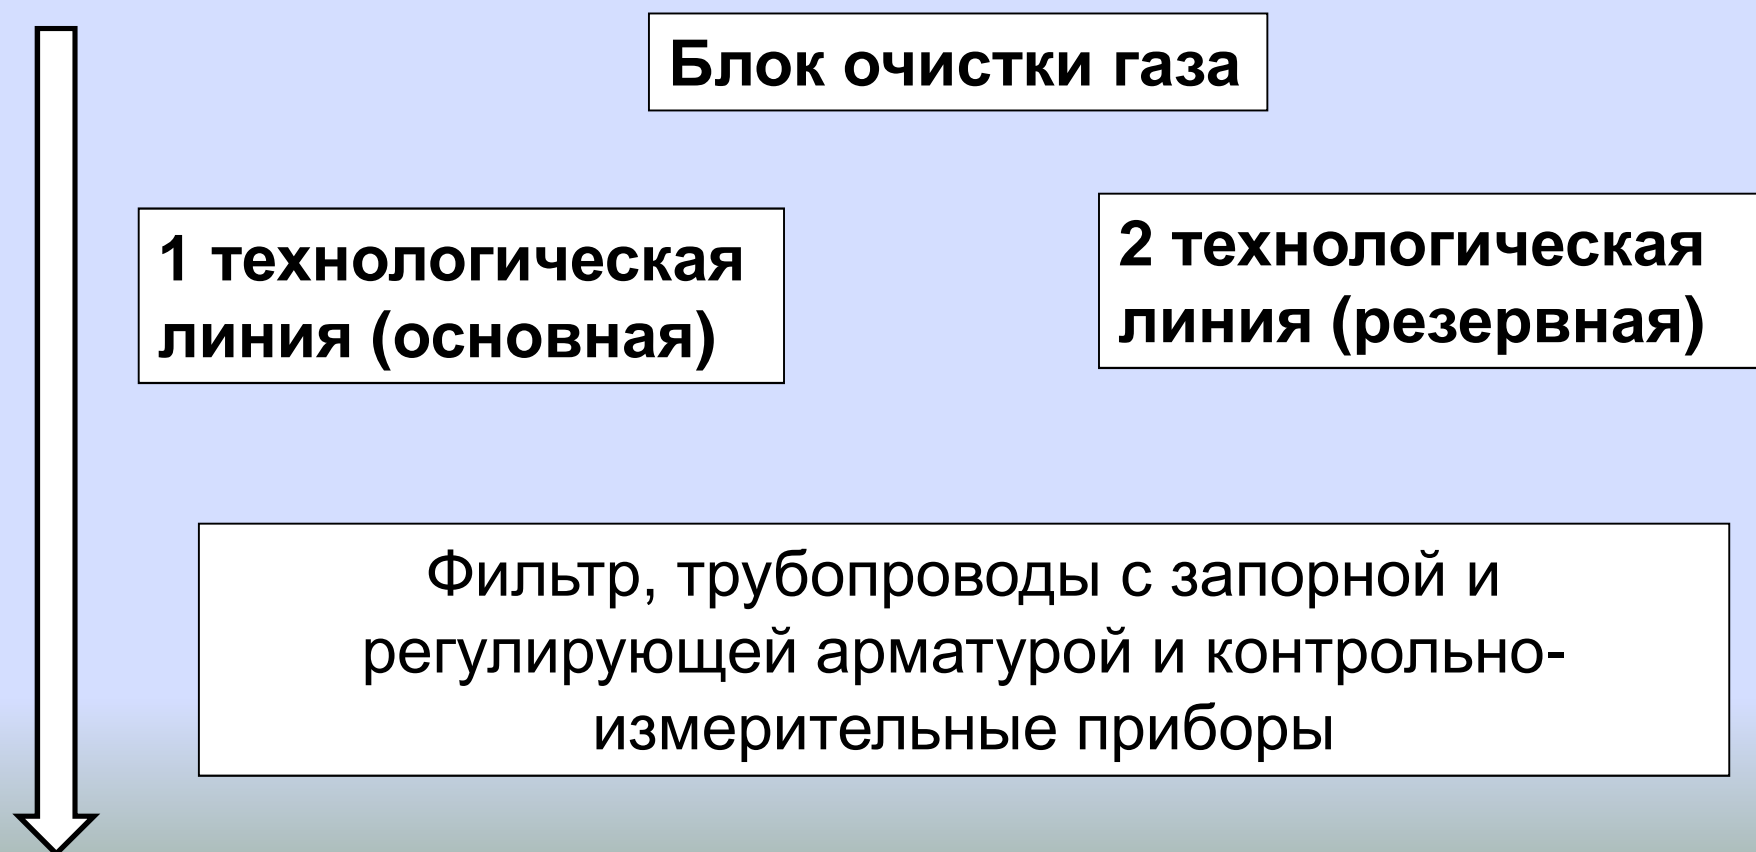 Блок очистки газа
1 технологическая
линия (основная)
2 технологическая
линия (резервная)
Фильтр, трубопроводы с запорной и
регулирующей арматурой и контрольно-
измерительные приборы